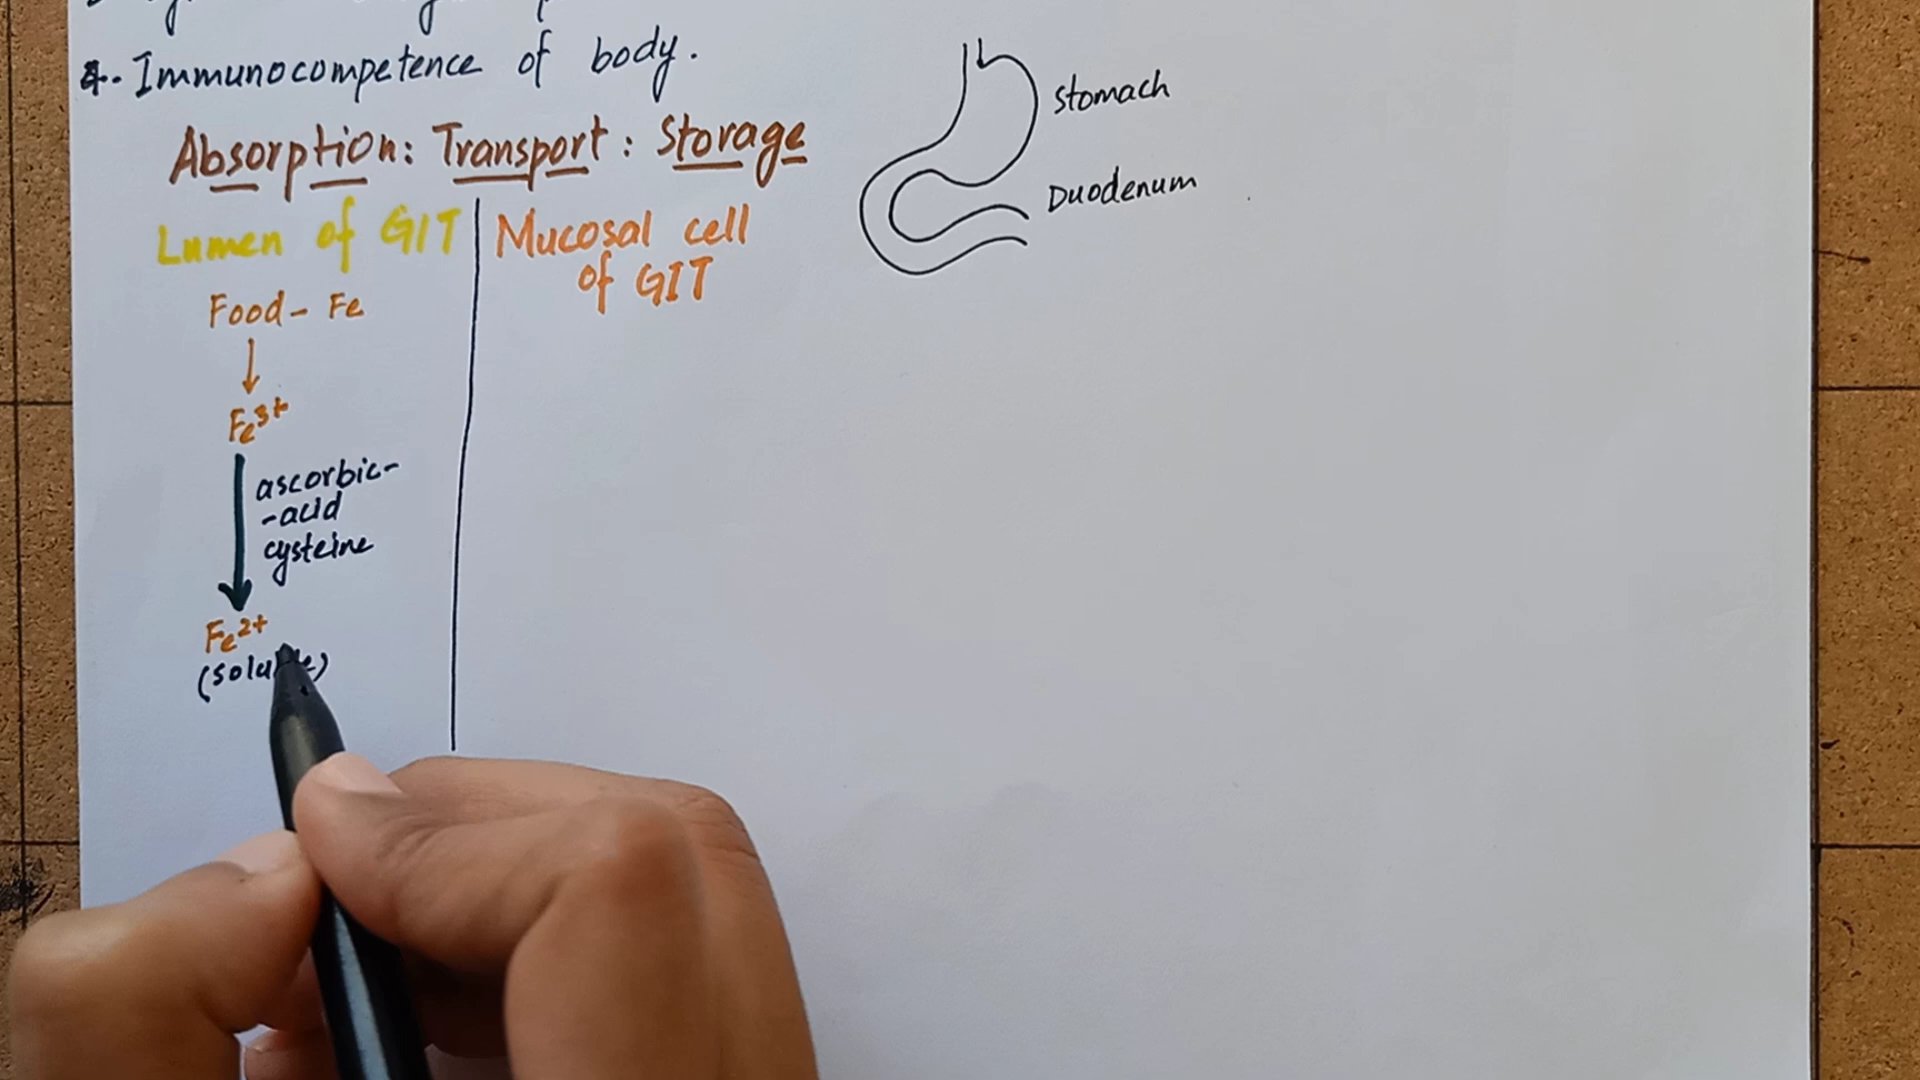 4. Immunocompetence of body.
Absorption: Transport: Storage
Lumen of GIT
Mucosal cell
of GIT
Food - Fe
Fe3+
ascorbic-
-acid
cysteine
Fe2+
Stomach
Duodenum